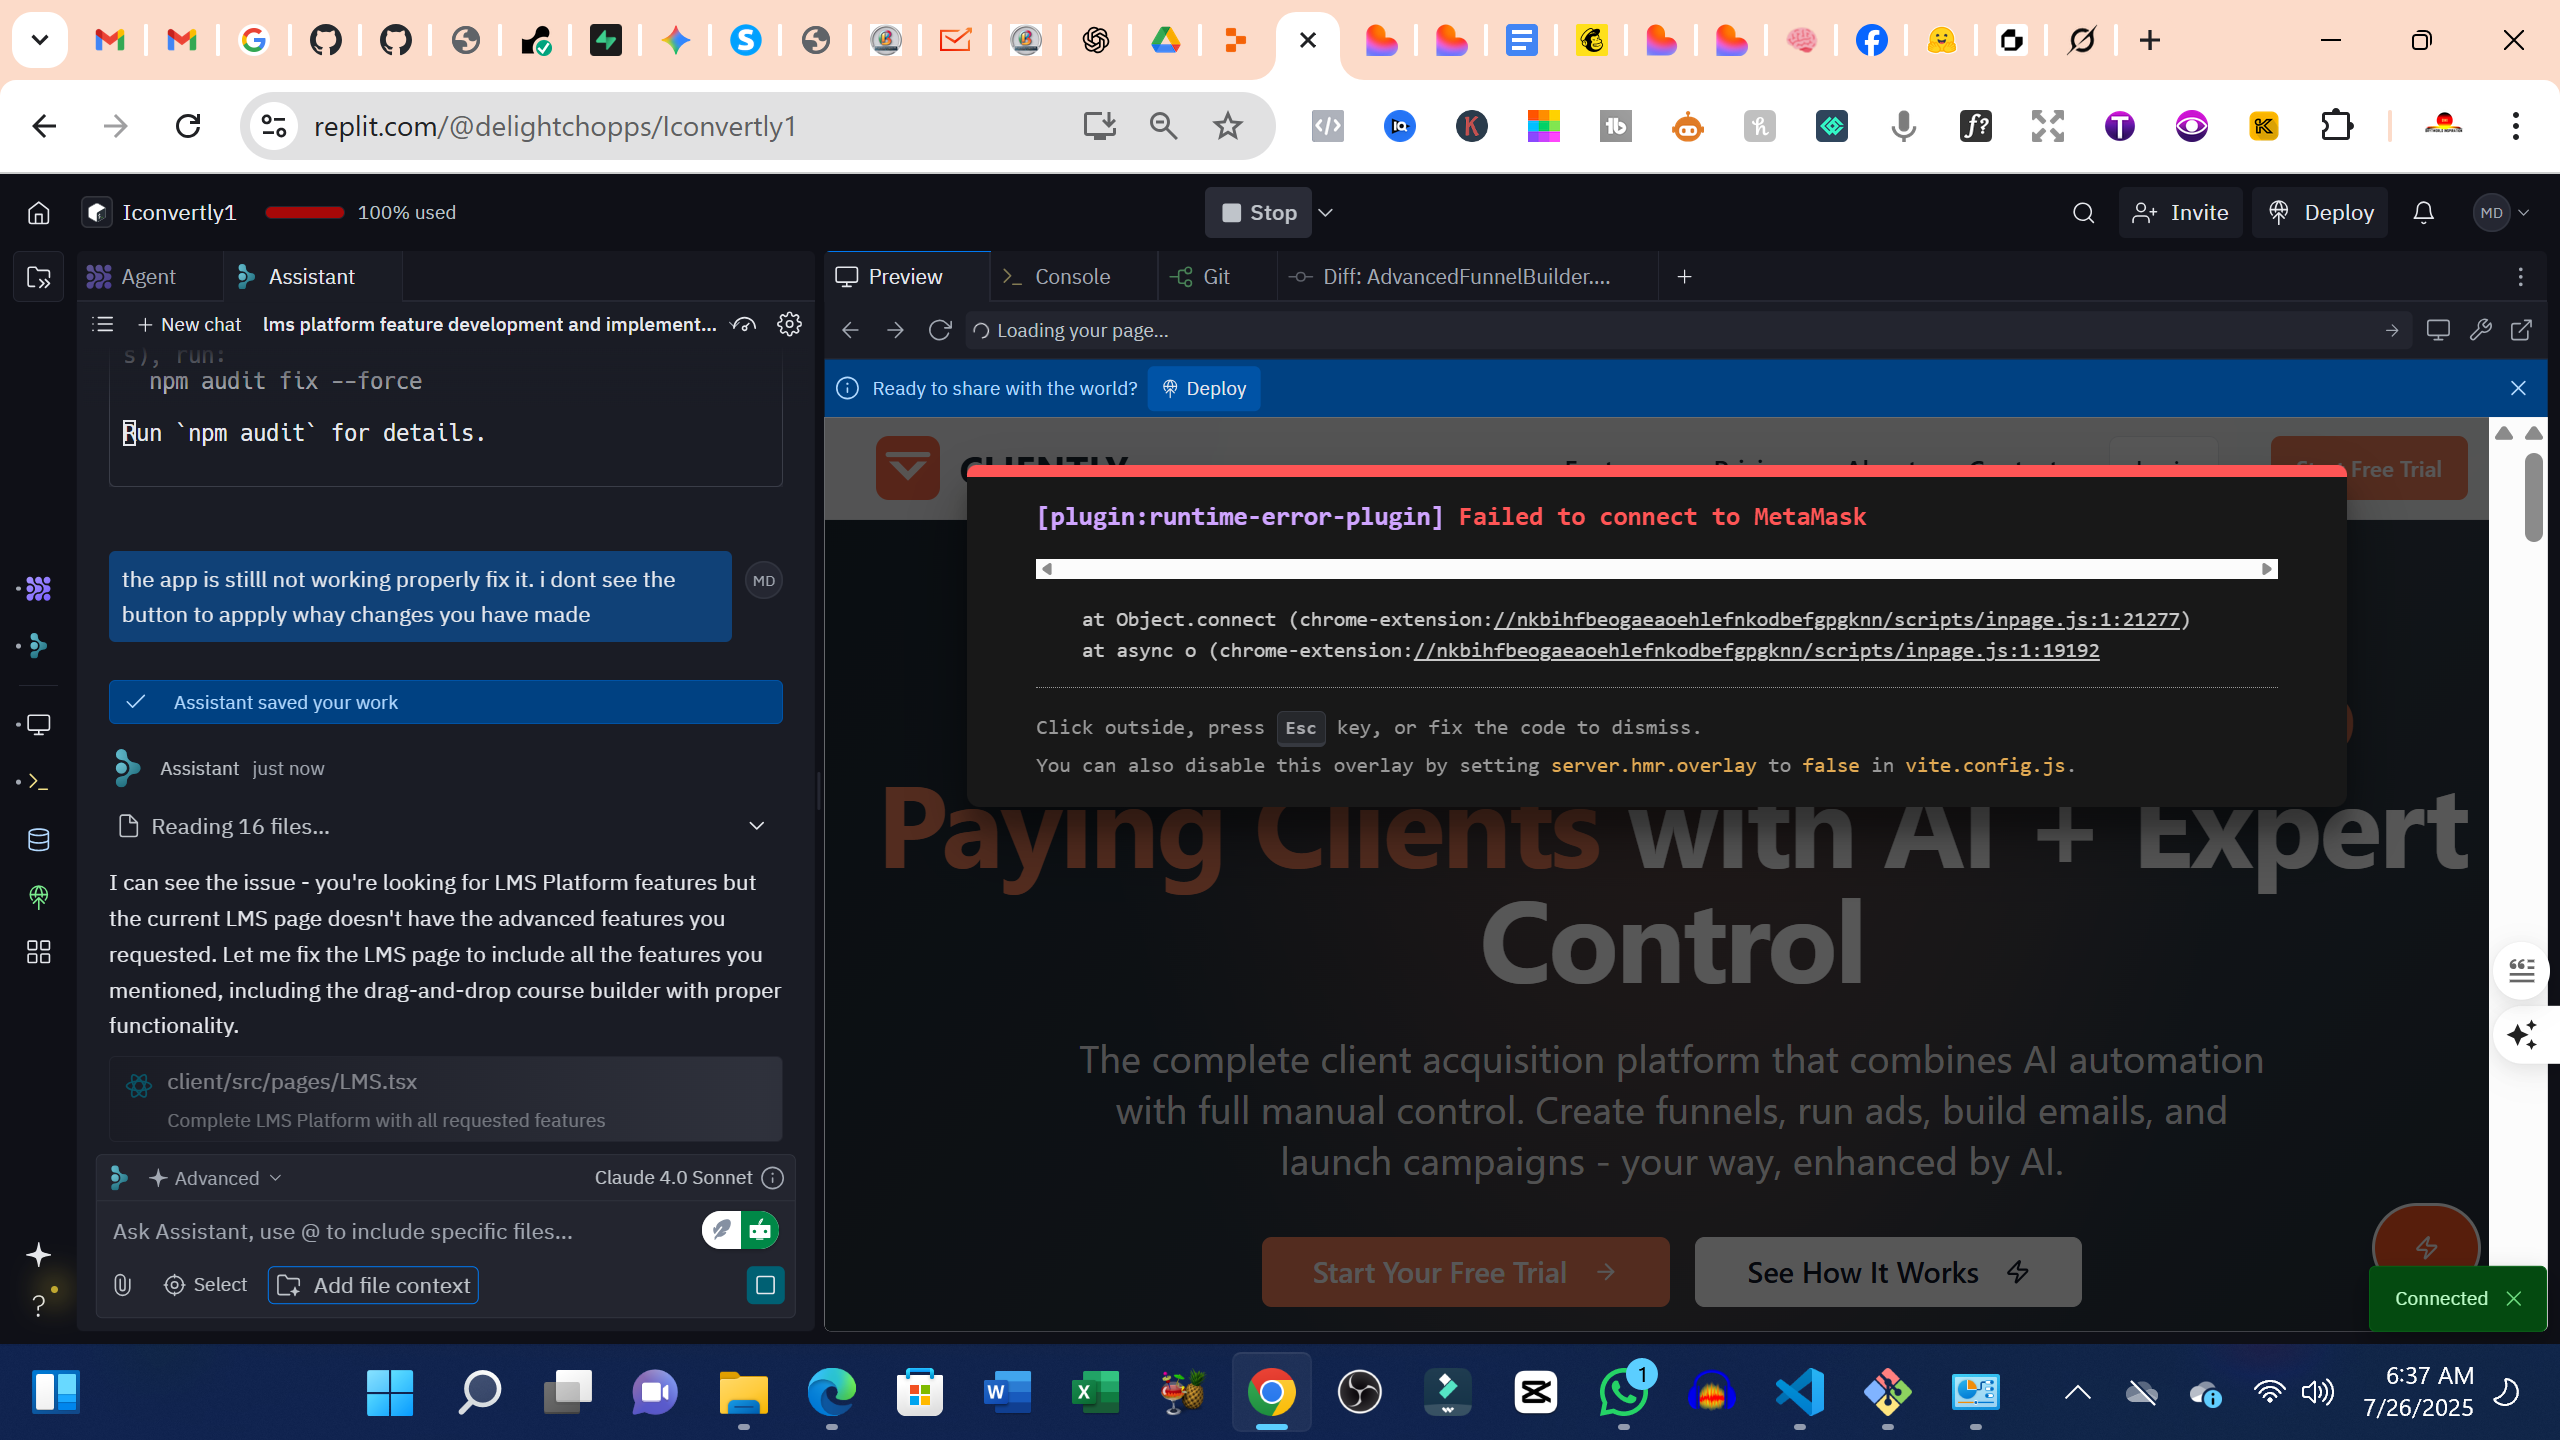 replit.com/@delightchopps/Iconvertly1
Iconvertly1
100% used
Stop
Invite
Deploy
MD
Agent
Assistant
Preview
Console
Git
Diff: AdvancedFunnelBuilder....
New chat
lms platform feature development and implement...
Loading your page...
s), run:
npm audit fix --force
Run `npm audit` for details.
Ready to share with the world?
Deploy
Free Trial
[plugin:runtime-error-plugin] Failed to connect to MetaMask
at Object.connect (chrome-extension://nkbihfbeogaeaoehlefnkodbefgpgknn/scripts/inpage.js:1:21277)
at async o (chrome-extension://nkbihfbeogaeaoehlefnkodbefgpgknn/scripts/inpage.js:1:19192
Click outside, press Esc key, or fix the code to dismiss.
You can also disable this overlay by setting server.hmr.overlay to false in vite.config.js.
the app is stilll not working properly fix it. i dont see the
button to appply whay changes you have made
MD
Assistant saved your work
Assistant just now
Reading 16 files...
I can see the issue - you're looking for LMS Platform features but
the current LMS page doesn't have the advanced features you
requested. Let me fix the LMS page to include all the features you
mentioned, including the drag-and-drop course builder with proper
functionality.
client/src/pages/LMS.tsx
Complete LMS Platform with all requested features
Advanced
Claude 4.0 Sonnet
Ask Assistant, use @ to include specific files...
Select
Add file context
Paying Clients with AI + Expert
Control
The complete client acquisition platform that combines AI automation
with full manual control. Create funnels, run ads, build emails, and
launch campaigns - your way, enhanced by AI.
Start Your Free Trial
See How It Works
Connected
1
6:37 AM
7/26/2025